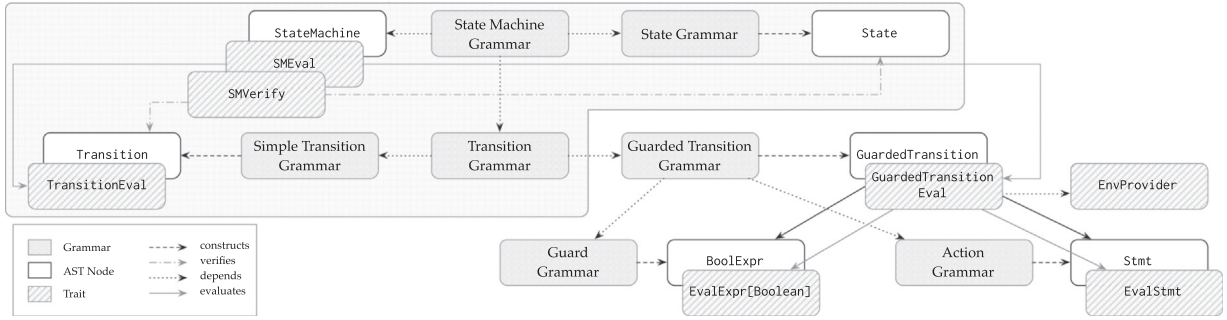 StateMachine
State Machine
Grammar
State Grammar
State
SMEval
SMVerify
Transition
Simple Transition
Grammar
Transition
Grammar
Guarded Transition
Grammar
GuardedTransition
TransitionEval
GuardedTransition
Eval
EnvProvider
Guard
Grammar
BoolExpr
Action
Grammar
Stmt
EvalExpr[Boolean]
EvalStmt
Grammar
AST Node
Trait
constructs
verifies
depends
evaluates